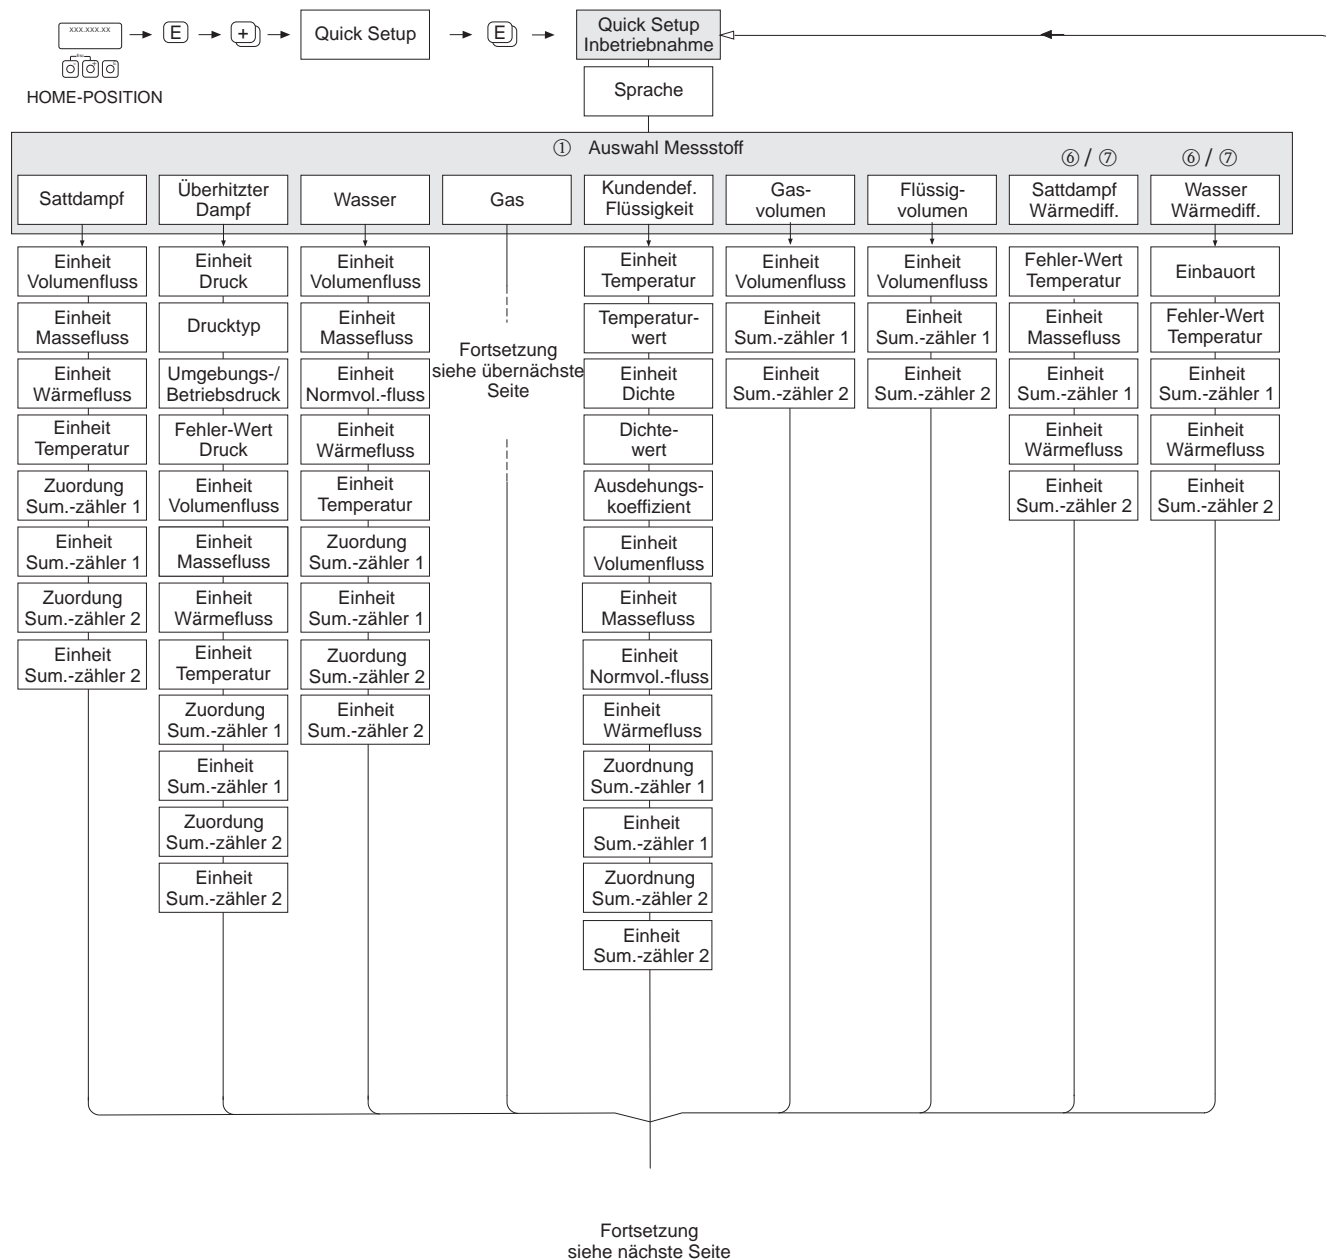 xxx.xxx.xx
Esc
E
+
Quick Setup
E
Quick Setup
Inbetriebnahme
HOME-POSITION
Sprache
① Auswahl Messstoff
⑥ / ⑦
⑥ / ⑦
Sattdampf
Überhitzter
Dampf
Wasser
Gas
Kundendef.
Flüssigkeit
Gas-
volumen
Flüssig-
volumen
Sattdampf
Wärmediff.
Wasser
Wärmediff.
Einheit
Volumenfluss
Einheit
Massefluss
Einheit
Wärmefluss
Einheit
Temperatur
Zuordung
Sum.-zähler 1
Einheit
Sum.-zähler 1
Zuordung
Sum.-zähler 2
Einheit
Sum.-zähler 2
Einheit
Druck
Drucktyp
Umgebungs-/
Betriebsdruck
Fehler-Wert
Druck
Einheit
Volumenfluss
Einheit
Massefluss
Einheit
Wärmefluss
Einheit
Temperatur
Zuordung
Sum.-zähler 1
Einheit
Sum.-zähler 1
Zuordung
Sum.-zähler 2
Einheit
Sum.-zähler 2
Einheit
Volumenfluss
Einheit
Massefluss
Einheit
Normvol.-fluss
Einheit
Wärmefluss
Einheit
Temperatur
Zuordung
Sum.-zähler 1
Einheit
Sum.-zähler 1
Zuordung
Sum.-zähler 2
Einheit
Sum.-zähler 2
Fortsetzung
siehe übernächste
Seite
Einheit
Temperatur
Temperatur-
wert
Einheit
Dichte
Dichte-
wert
Ausdehungs-
koeffizient
Einheit
Volumenfluss
Einheit
Massefluss
Einheit
Normvol.-fluss
Einheit
Wärmefluss
Zuordnung
Sum.-zähler 1
Einheit
Sum.-zähler 1
Zuordnung
Sum.-zähler 2
Einheit
Sum.-zähler 2
Einheit
Volumenfluss
Einheit
Sum.-zähler 1
Einheit
Sum.-zähler 2
Einheit
Volumenfluss
Einheit
Sum.-zähler 1
Einheit
Sum.-zähler 2
Fehler-Wert
Temperatur
Einheit
Massefluss
Einheit
Sum.-zähler 1
Einheit
Wärmefluss
Einheit
Sum.-zähler 2
Einbauort
Fehler-Wert
Temperatur
Einheit
Sum.-zähler 1
Einheit
Wärmefluss
Einheit
Sum.-zähler 2
Fortsetzung
siehe nächste Seite